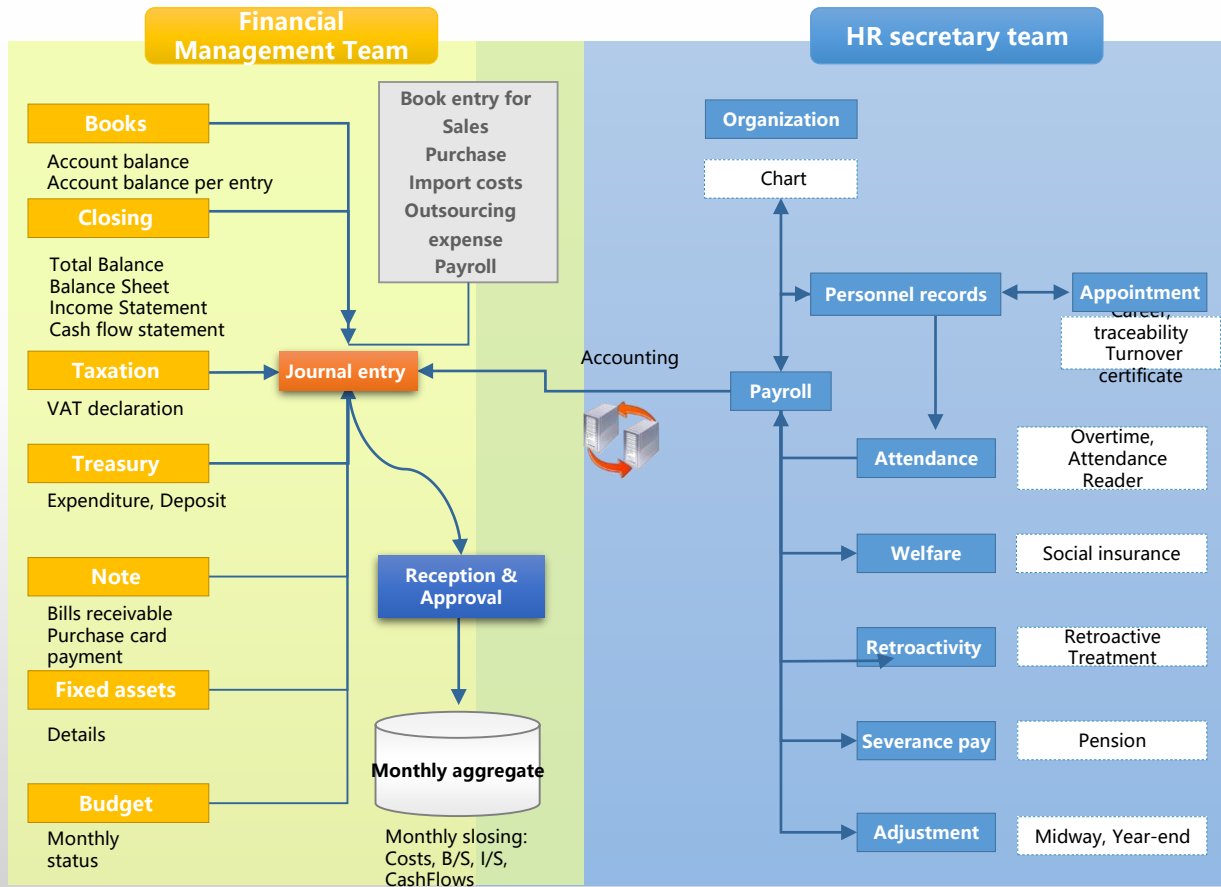 Financial
Management Team
HR secretary team
Books
Account balance
Account balance per entry
Closing
Total Balance
Balance Sheet
Income Statement
Cash flow statement
Taxation
VAT declaration
Treasury
Expenditure, Deposit
Note
Bills receivable
Purchase card
payment
Fixed assets
Details
Budget
Monthly
status
Book entry for
Sales
Purchase
Import costs
Outsourcing
expense
Payroll
Journal entry
Reception &
Approval
Monthly aggregate
Monthly slosing:
Costs, B/S, I/S,
CashFlows
Accounting
Organization
Chart
Personnel records
Appointment
Career,
traceability
Turnover
certificate
Payroll
Attendance
Overtime,
Attendance
Reader
Welfare
Social insurance
Retroactivity
Retroactive
Treatment
Severance pay
Pension
Adjustment
Midway, Year-end